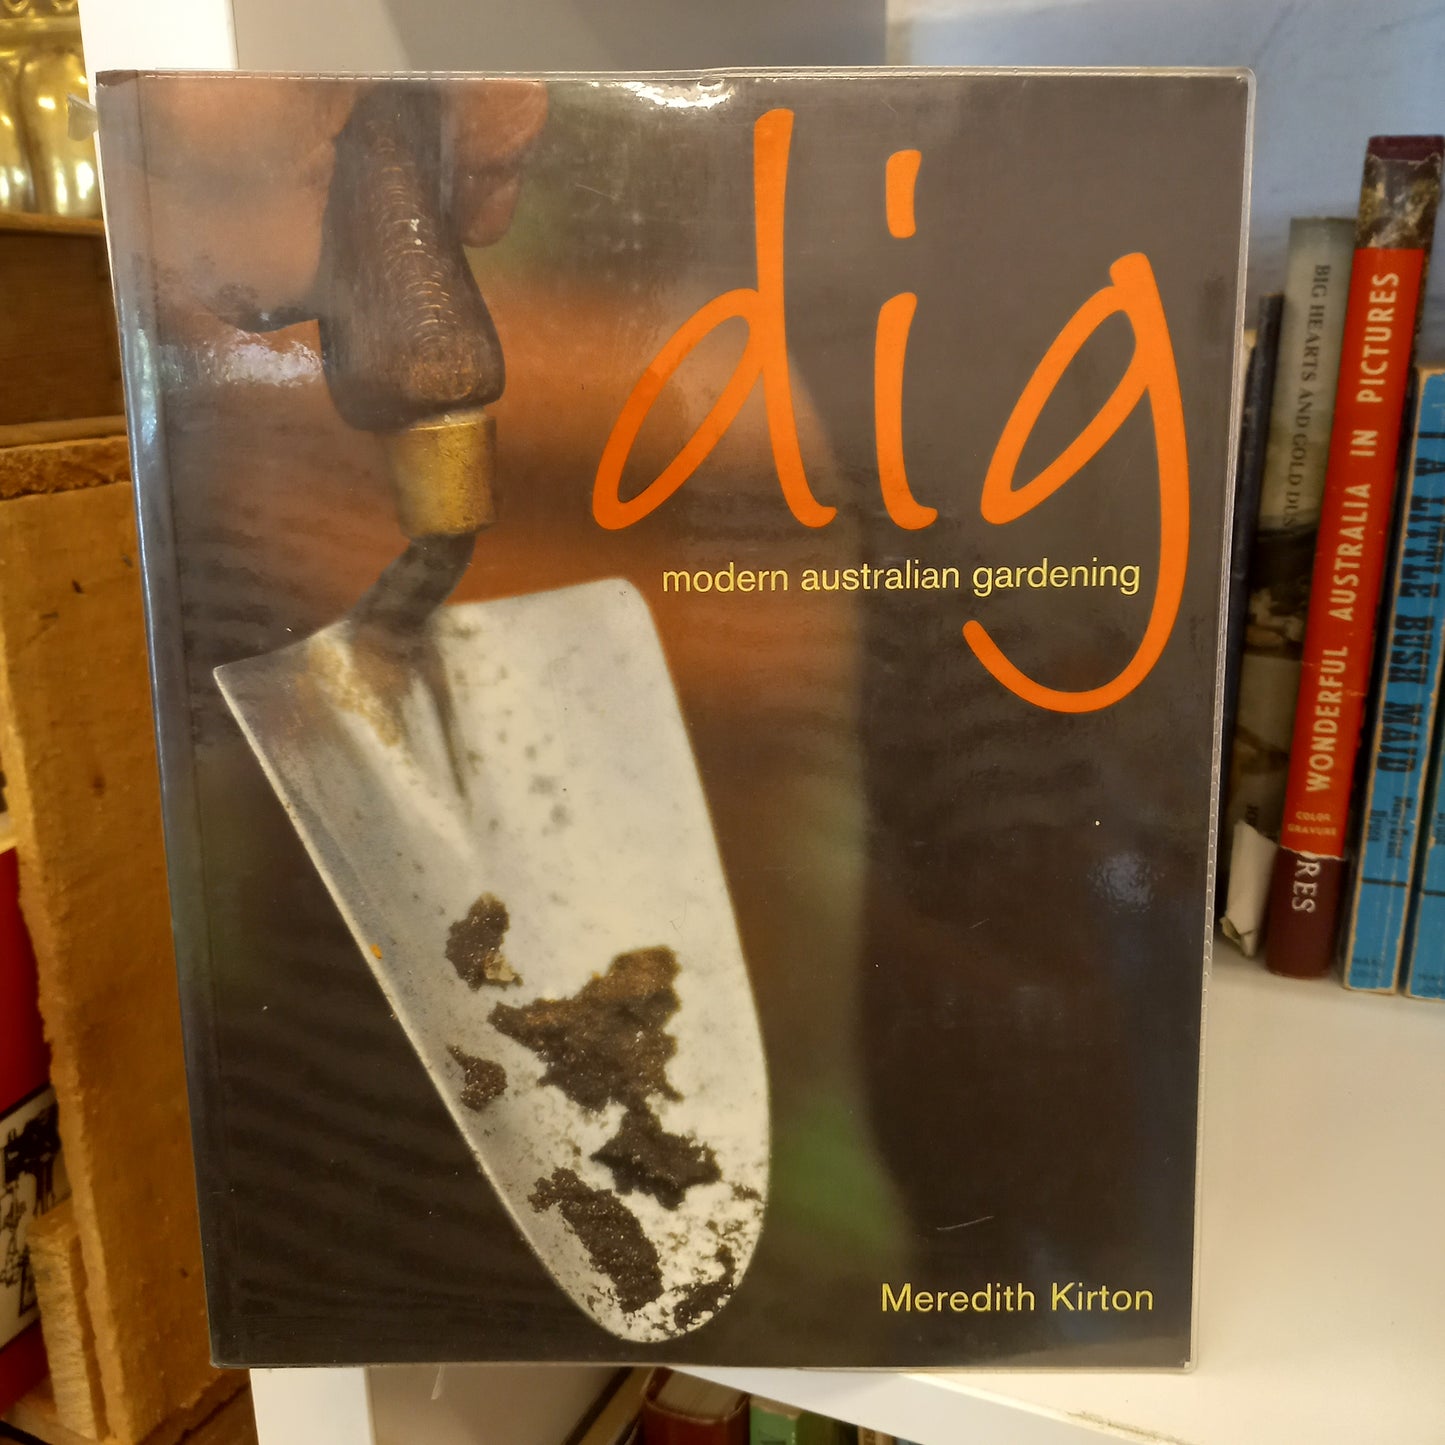 dig
modern australian gardening
Meredith Kirton
BIG HEARTS AND GOLD DUS
WONDERFUL AUSTRALIA IN PICTURES
COLOR
GRAVURE
A LITTLE BUSH MAID